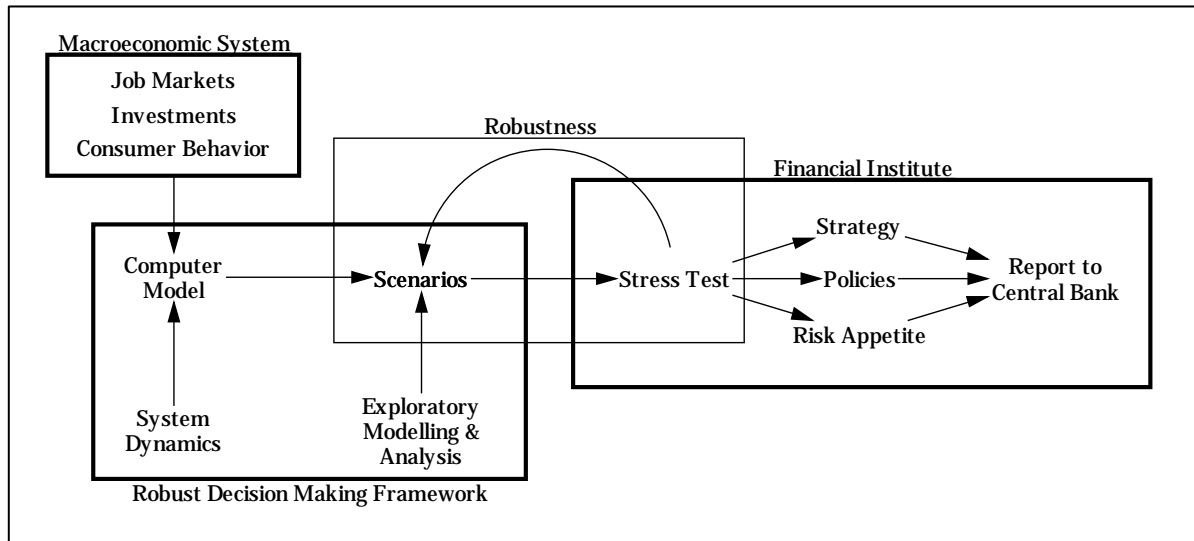 Macroeconomic System
Job Markets
Investments
Consumer Behavior
Robustness
Financial Institute
Computer
Model
Scenarios
Stress Test
Strategy
Policies
Risk Appetite
Report to
Central Bank
System
Dynamics
Exploratory
Modelling &
Analysis
Robust Decision Making Framework